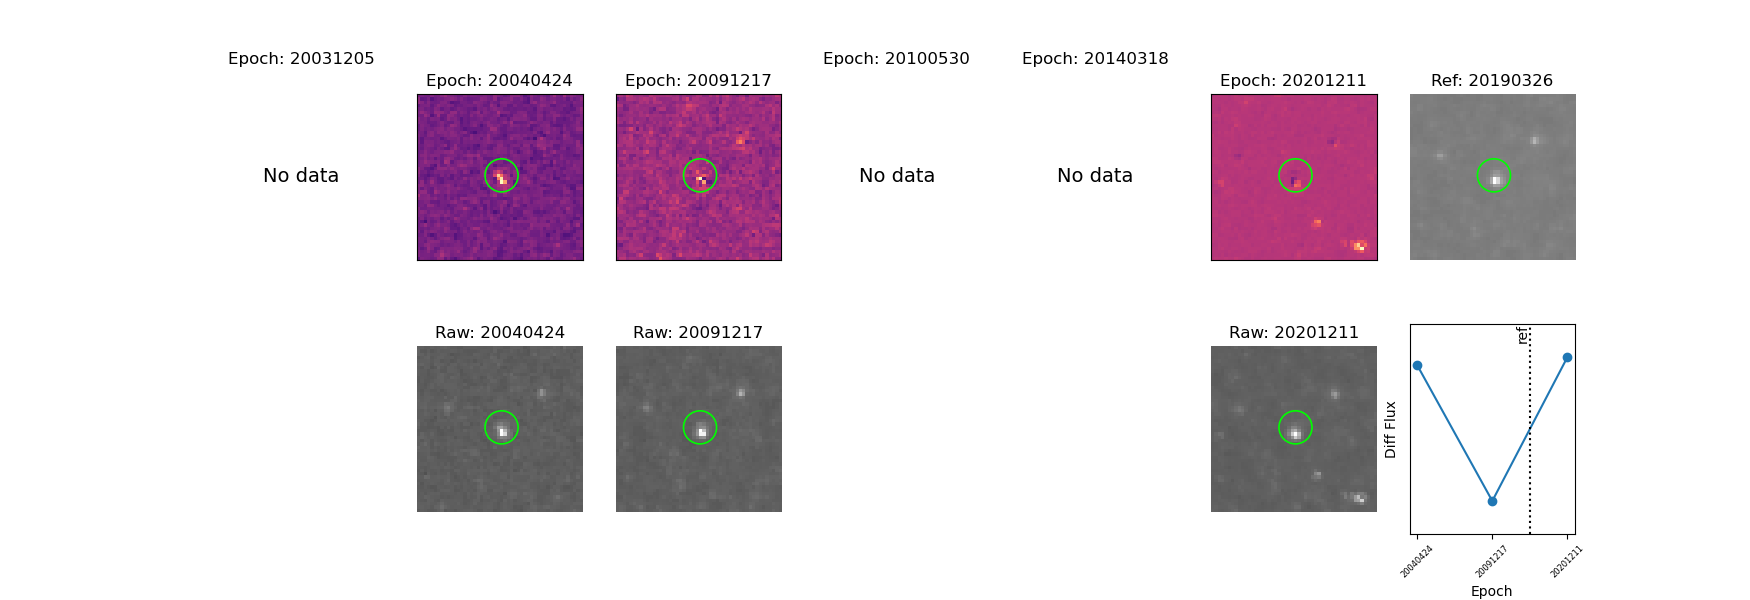 Epoch: 20031205
Epoch: 20040424
Epoch: 20091217
Epoch: 20100530
Epoch: 20140318
Epoch: 20201211
Ref: 20190326
No data
No data
No data
Raw: 20040424
Raw: 20091217
Raw: 20201211
ref
Diff Flux
20040424
20091217
20201211
Epoch